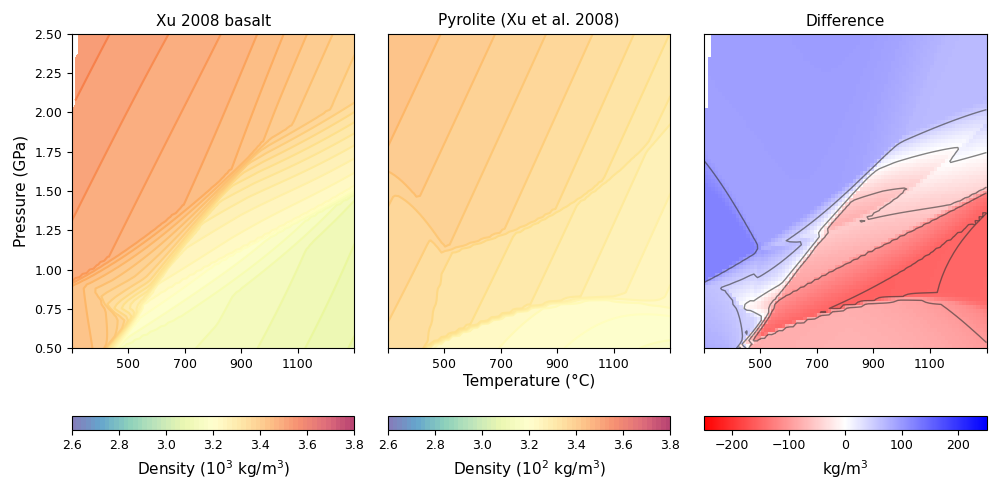 Xu 2008 basalt
Pyrolite (Xu et al. 2008)
Difference
2.50
2.25
2.00
1.75
1.50
1.25
1.00
0.75
0.50
Pressure (GPa)
500 700 900 1100
500 700 900 1100
500 700 900 1100
Temperature (°C)
2.6 2.8 3.0 3.2 3.4 3.6 3.8
2.6 2.8 3.0 3.2 3.4 3.6 3.8
−200 −100 0 100 200
Density (10³ kg/m³)
Density (10² kg/m³)
kg/m³